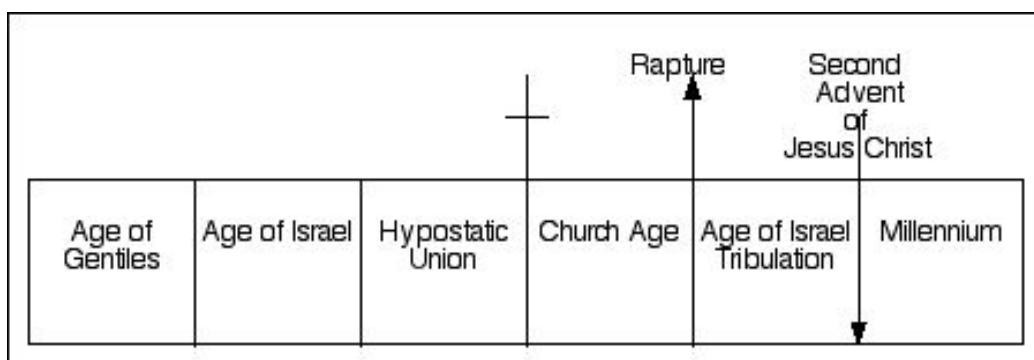 Rapture
Second
Advent
of
Jesus Christ
Age of
Gentiles
Age of Israel
Hypostatic
Union
Church Age
Age of Israel
Tribulation
Millennium